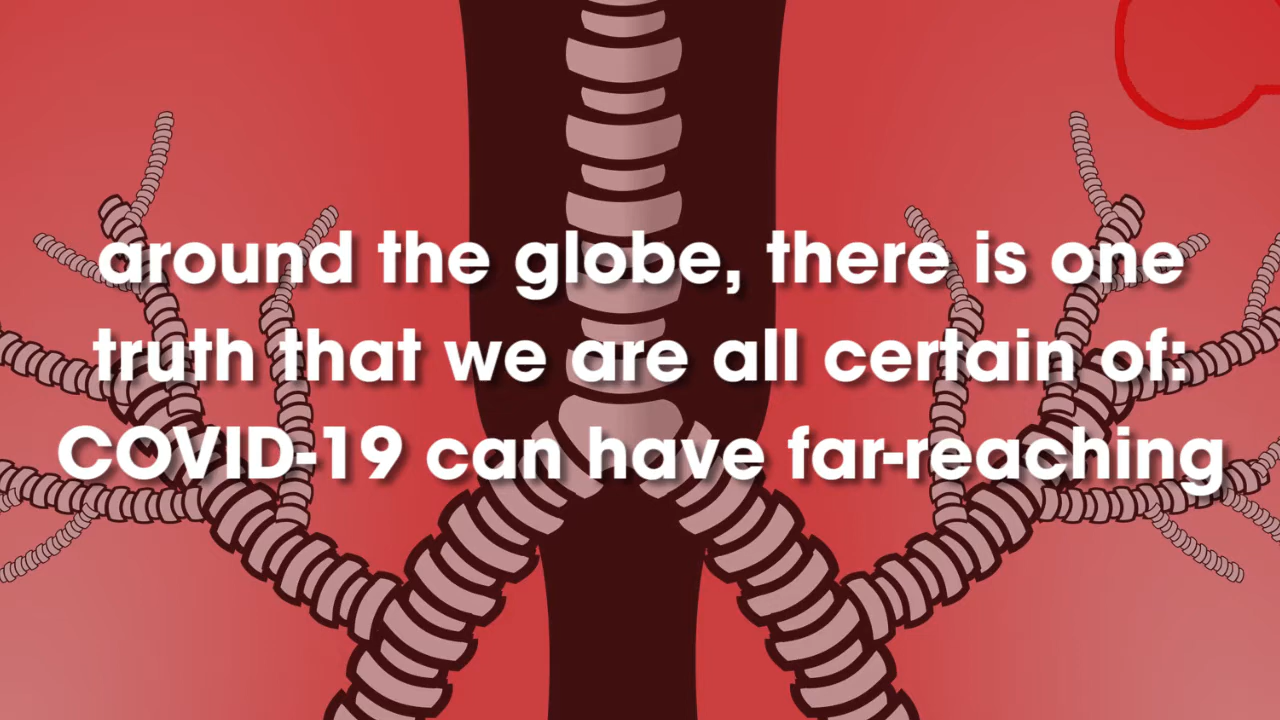 around the globe, there is one
truth that we are all certain of:
COVID-19 can have far-reaching